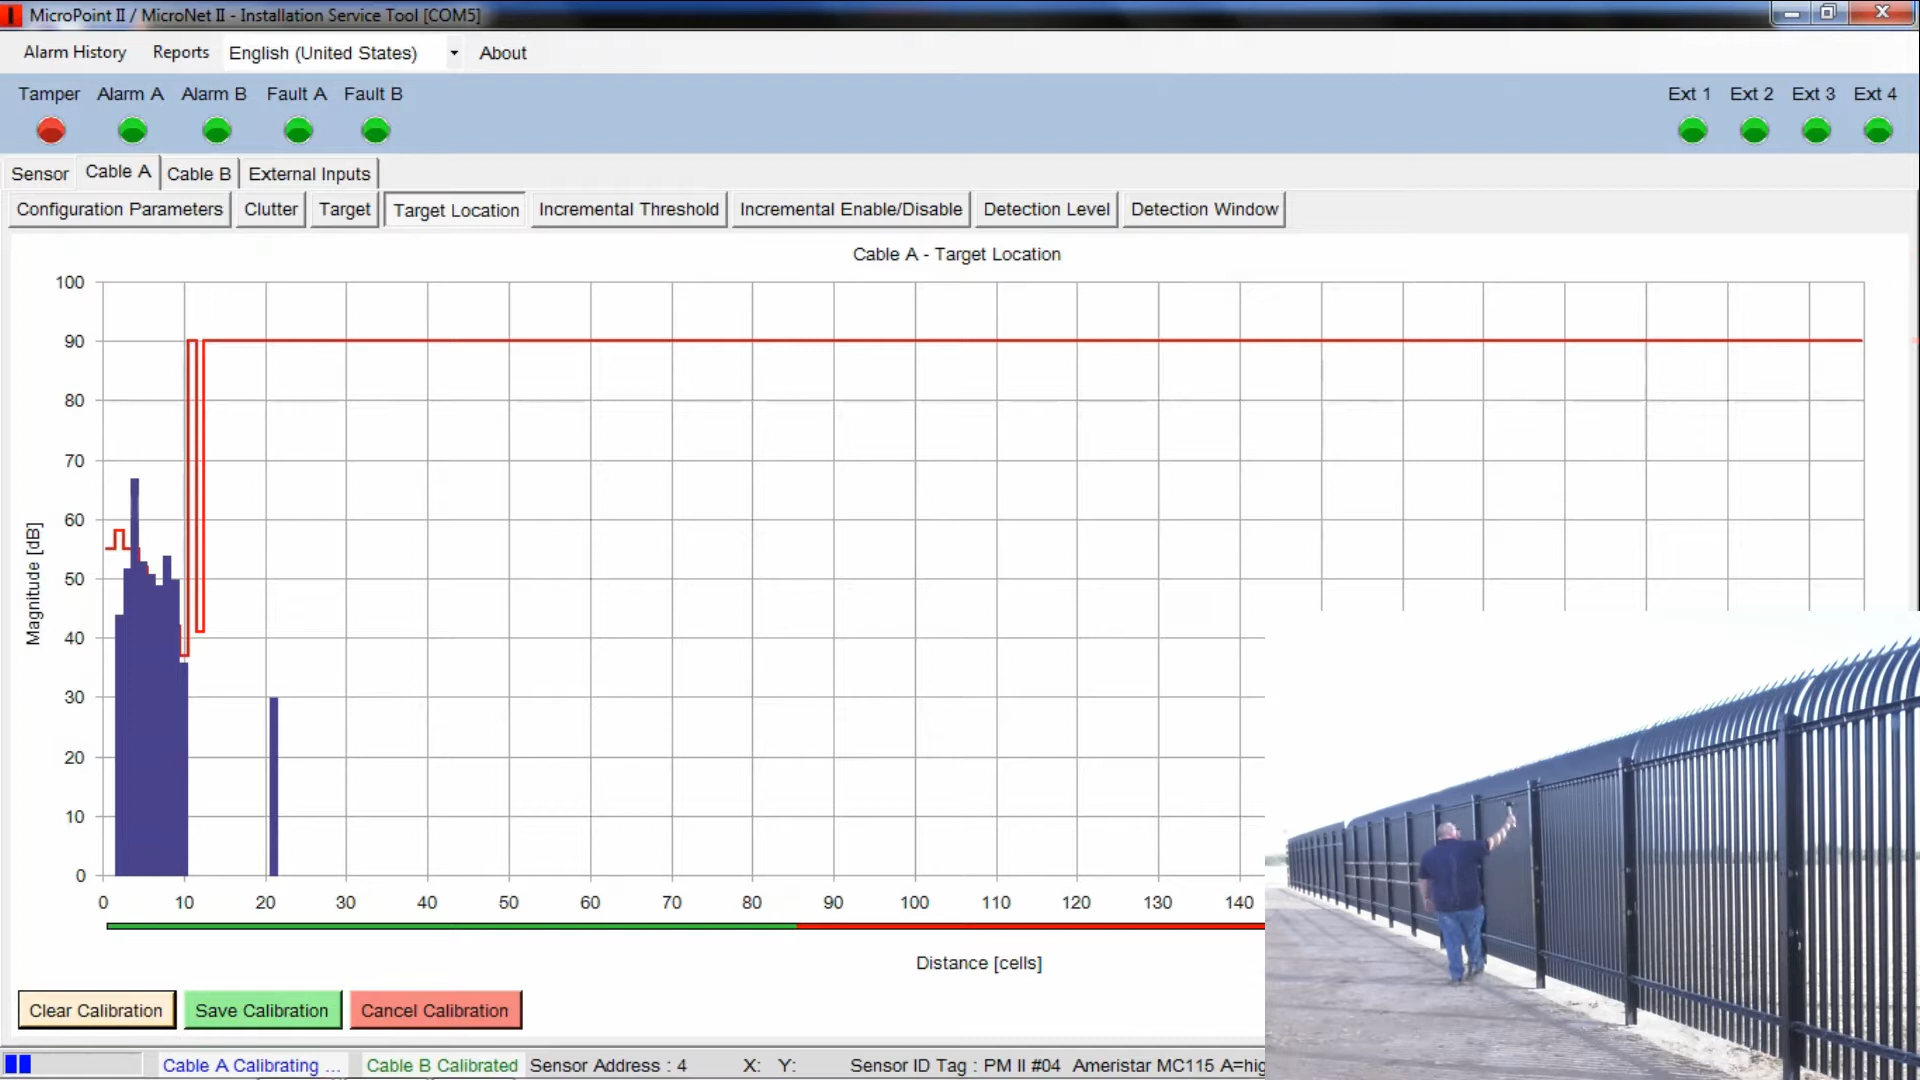 MicroPoint II / MicroNet II - Installation Service Tool [COM5]
Alarm History Reports English (United States) About
Tamper Alarm A Alarm B Fault A Fault B Ext 1 Ext 2 Ext 3 Ext 4
Sensor Cable A Cable B External Inputs
Configuration Parameters Clutter Target Target Location Incremental Threshold Incremental Enable/Disable Detection Level Detection Window
Cable A - Target Location
100
90
80
70
60
50
40
30
20
10
0
Magnitude [dB]
0 10 20 30 40 50 60 70 80 90 100 110 120 130 140
Distance [cells]
Clear Calibration Save Calibration Cancel Calibration
Cable A Calibrating ... Cable B Calibrated Sensor Address : 4 X: Y: Sensor ID Tag : PM II #04 Ameristar MC115 A=hig